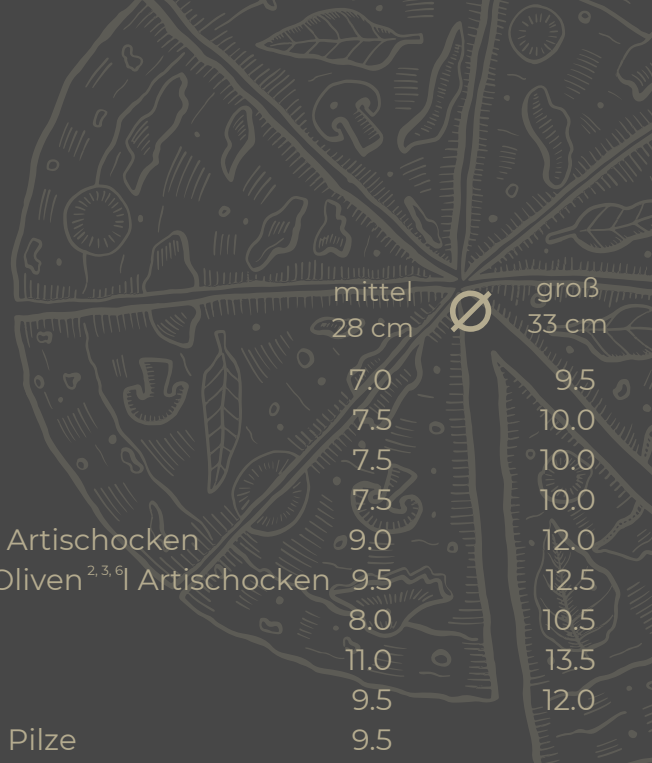 mittel Ø groß
28 cm 33 cm
7.0 9.5
7.5 10.0
7.5 10.0
7.5 10.0
Artischocken 9.0 12.0
Oliven 2, 3, 6 l Artischocken 9.5 12.5
8.0 10.5
11.0 13.5
9.5 12.0
Pilze 9.5